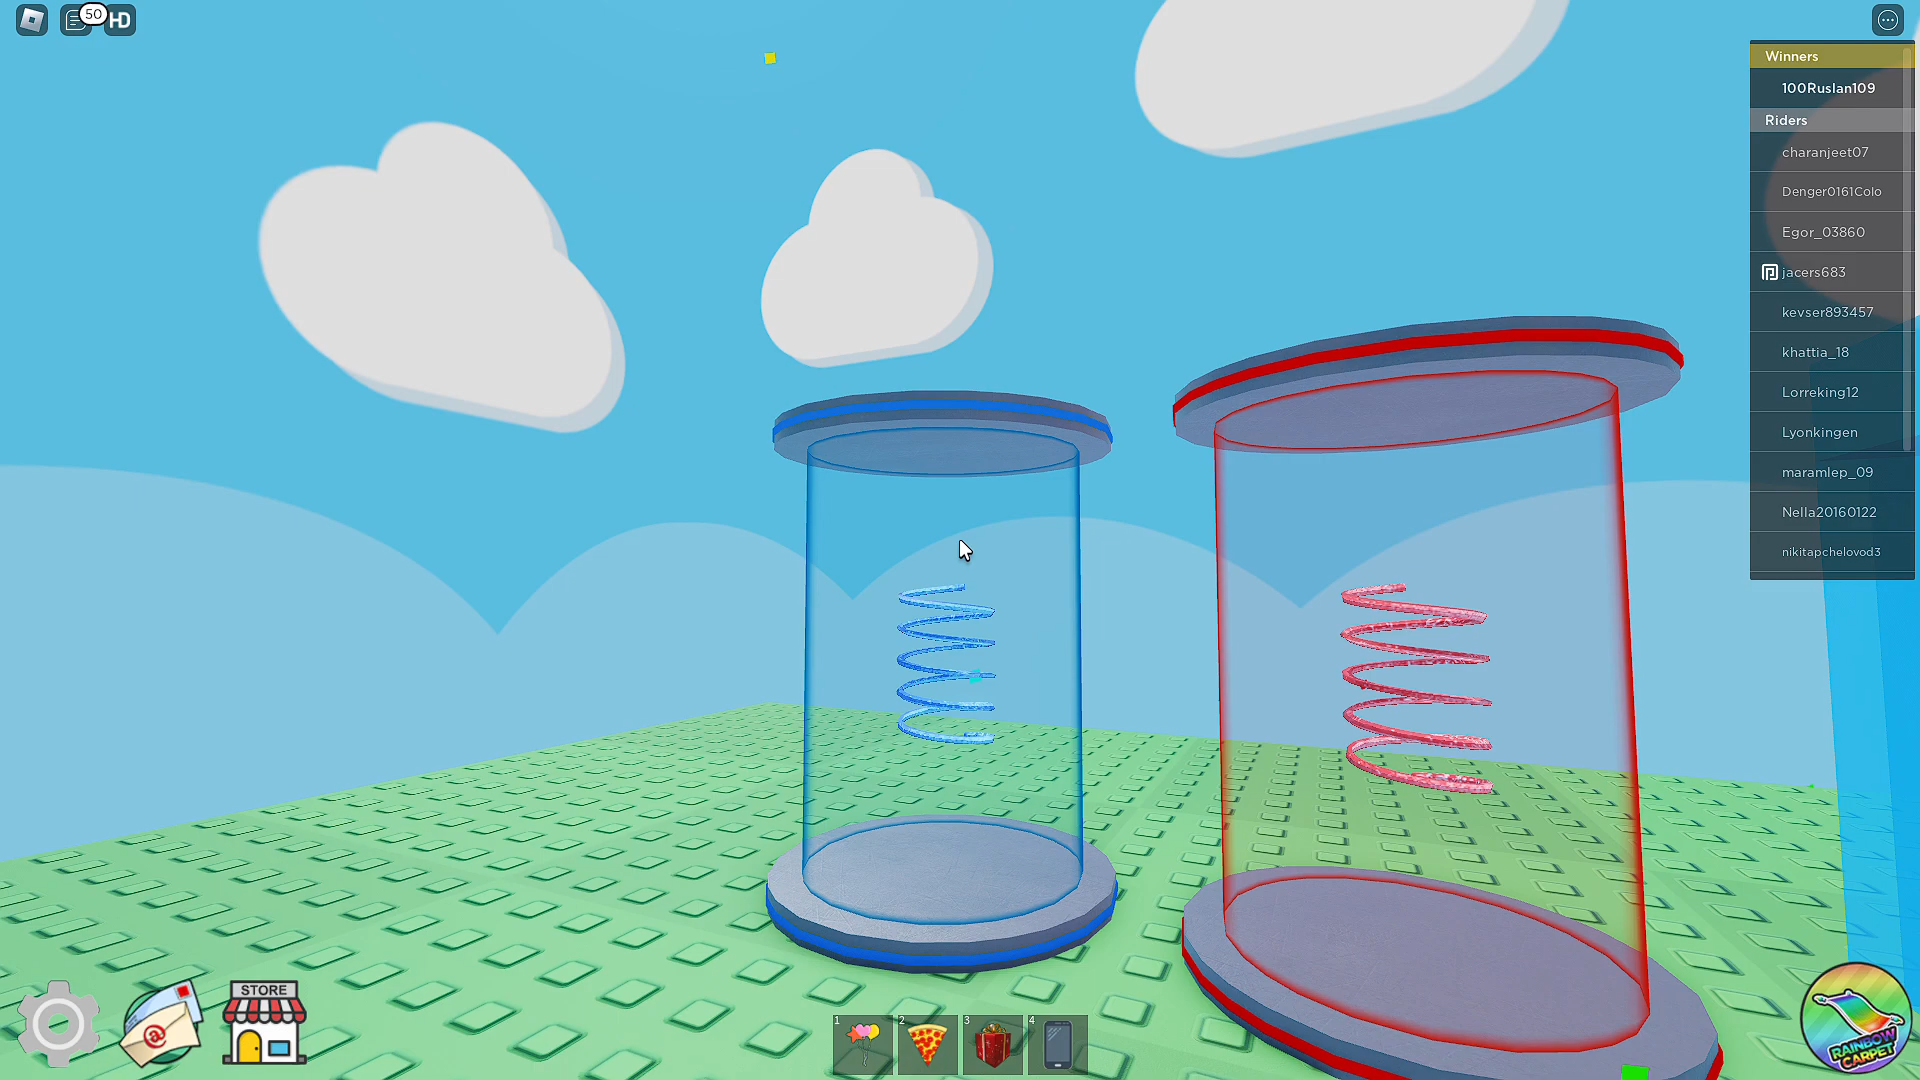 50
HD
Winners
100Ruslan109
Riders
charanjeet07
Denger0161Colo
Egor_03860
jacers683
kevser893457
khattia_18
Lorreking12
Lyonkingen
maramlep_09
Nella20160122
nikitapchelovod3
@
STORE
1
2
3
4
RAINBOW
CARPET